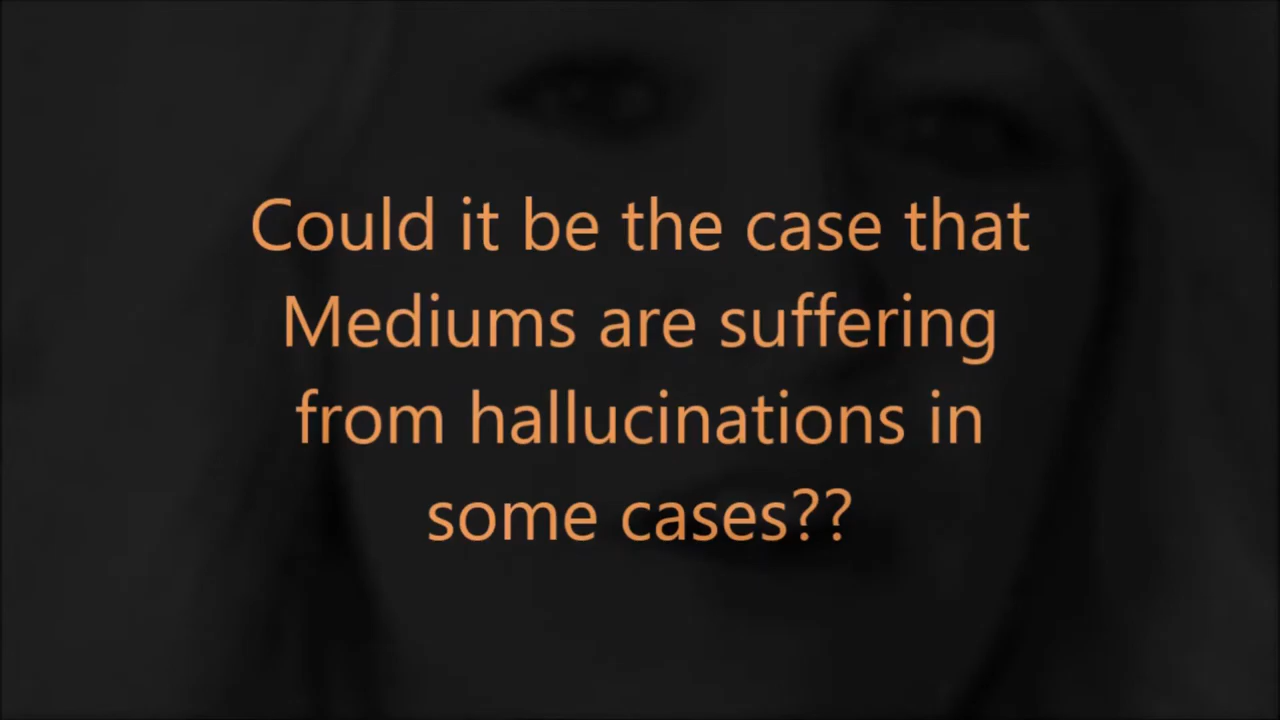 Could it be the case that
Mediums are suffering
from hallucinations in
some cases??